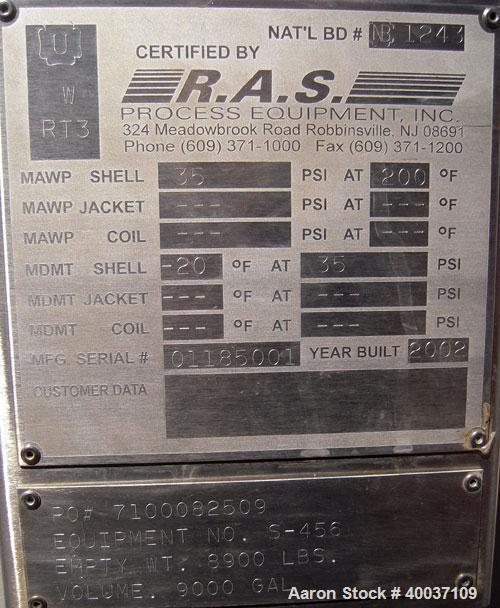 U
W
RT3
NAT'L BD # NB 1243
CERTIFIED BY
R.A.S.
PROCESS EQUIPMENT, INC.
324 Meadowbrook Road Robbinsville, NJ 08691
Phone (609) 371-1000 Fax (609) 371-1200
MAWP SHELL 35 PSI AT 200 °F
MAWP JACKET --- PSI AT --- °F
MAWP COIL --- PSI AT --- °F
MDMT SHELL -20 °F AT 35 PSI
MDMT JACKET --- °F AT --- PSI
MDMT COIL --- °F AT --- PSI
MFG. SERIAL # 01185001 YEAR BUILT 2002
CUSTOMER DATA
PO# 7100082509
EQUIPMENT NO. S-456
EMPTY WT. 8900 LBS.
VOLUME. 9000 GAL
Aaron Stock # 40037109